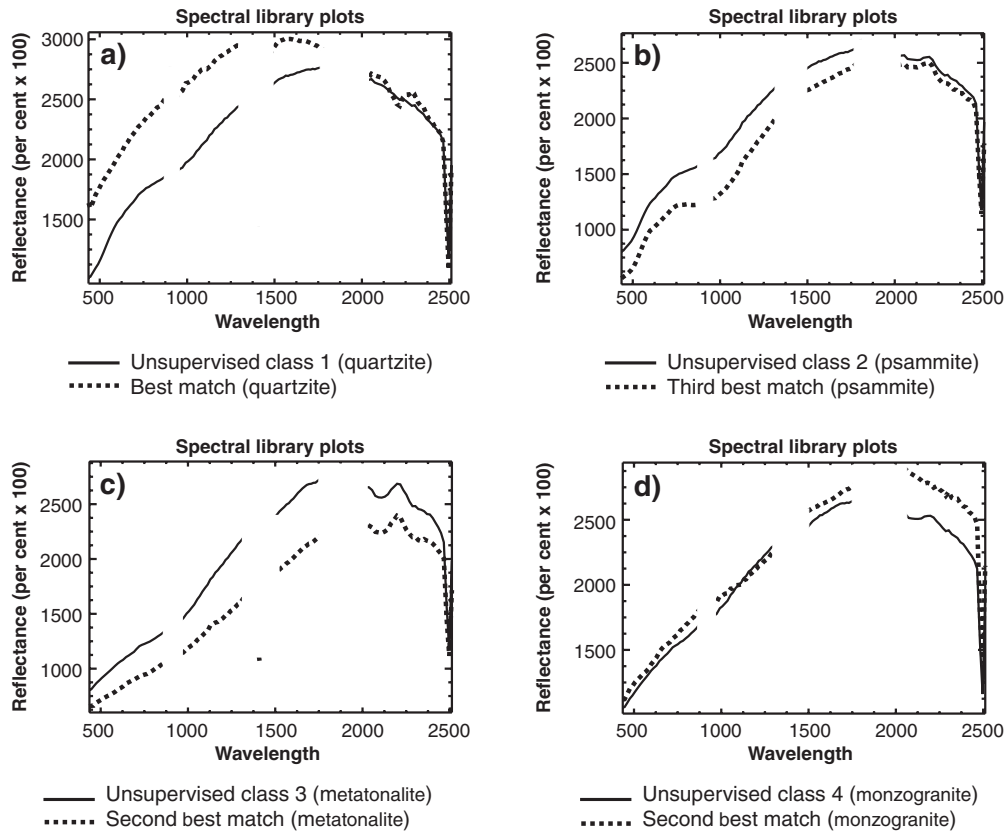 Spectral library plots
a)
Reflectance (per cent x 100)
3000
2500
2000
1500
500 1000 1500 2000 2500
Wavelength
Unsupervised class 1 (quartzite)
Best match (quartzite)
Spectral library plots
b)
Reflectance (per cent x 100)
2500
2000
1500
1000
500 1000 1500 2000 2500
Wavelength
Unsupervised class 2 (psammite)
Third best match (psammite)
Spectral library plots
c)
Reflectance (per cent x 100)
2500
2000
1500
1000
500 1000 1500 2000 2500
Wavelength
Unsupervised class 3 (metatonalite)
Second best match (metatonalite)
Spectral library plots
d)
Reflectance (per cent x 100)
2500
2000
1500
500 1000 1500 2000 2500
Wavelength
Unsupervised class 4 (monzogranite)
Second best match (monzogranite)